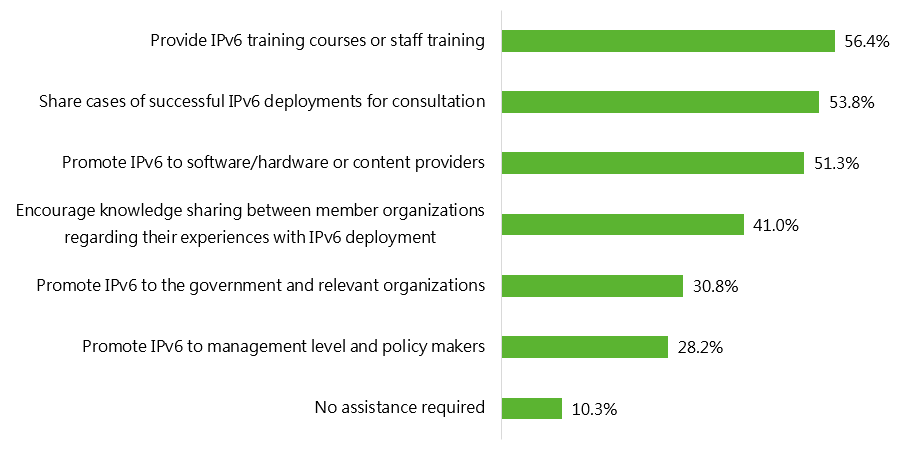 Provide IPv6 training courses or staff training
56.4%
Share cases of successful IPv6 deployments for consultation
53.8%
Promote IPv6 to software/hardware or content providers
51.3%
Encourage knowledge sharing between member organizations
regarding their experiences with IPv6 deployment
41.0%
Promote IPv6 to the government and relevant organizations
30.8%
Promote IPv6 to management level and policy makers
28.2%
No assistance required
10.3%